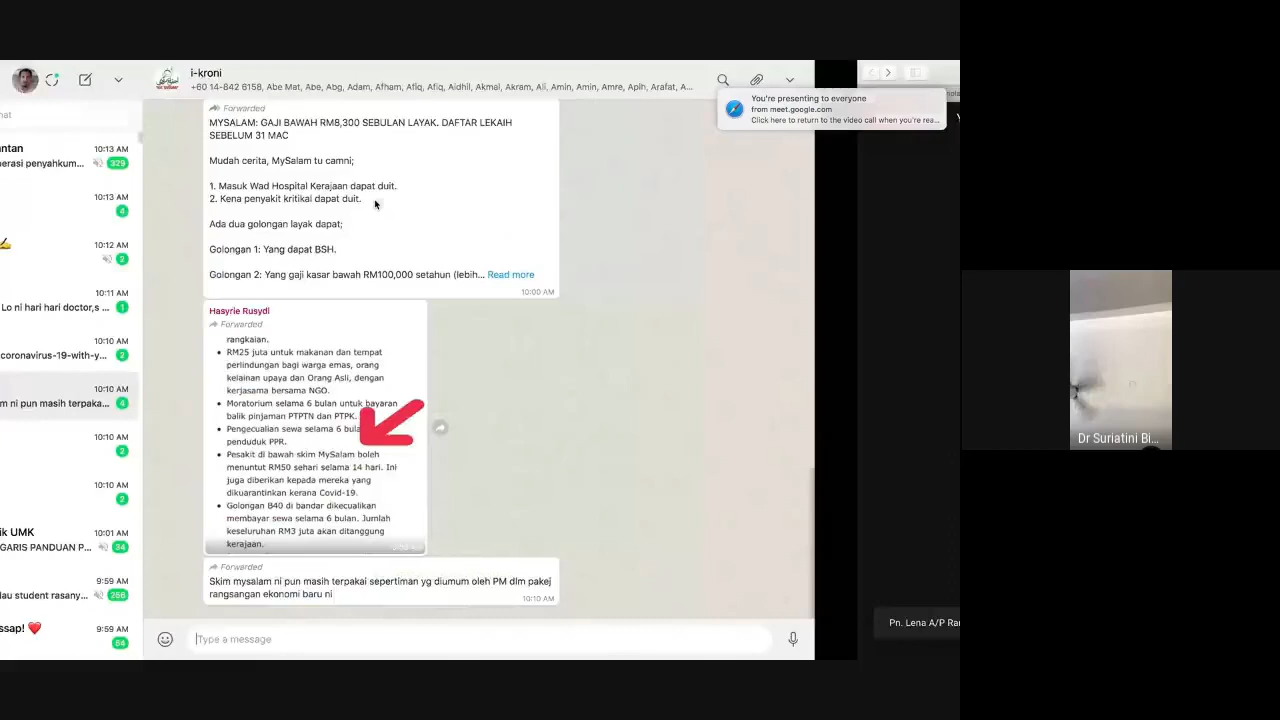 i-kroni
+60 14-842 6158, Abe Mat, Abe, Abg, Adam, Afham, Afiq, Afiq, Aidhil, Akmal, Akram, Ali, Amin, Amin, Amre, Apih, Arafat, A...
You're presenting to everyone
from meet.google.com
Click here to return to the video call when you're rea...
hat
ntan
10:13 AM
erasi penyahkum...
329
10:13 AM
4
10:12 AM
2
10:11 AM
Lo ni hari hari doctor,s ...
1
10:10 AM
coronavirus-19-with-y...
2
10:10 AM
m ni pun masih terpaka...
4
10:10 AM
2
10:10 AM
2
ik UMK
10:01 AM
GARIS PANDUAN P...
34
9:59 AM
lau student rasany...
256
ssap! ❤️
9:59 AM
54
Forwarded
MYSALAM: GAJI BAWAH RM8,300 SEBULAN LAYAK. DAFTAR LEKAIH
SEBELUM 31 MAC
Mudah cerita, MySalam tu camni;
1. Masuk Wad Hospital Kerajaan dapat duit.
2. Kena penyakit kritikal dapat duit.
Ada dua golongan layak dapat;
Golongan 1: Yang dapat BSH.
Golongan 2: Yang gaji kasar bawah RM100,000 setahun (lebih... Read more
10:00 AM
Hasyrie Rusydi
Forwarded
rangkaian.
• RM25 juta untuk makanan dan tempat
perlindungan bagi warga emas, orang
kelainan upaya dan Orang Asli, dengan
kerjasama bersama NGO.
• Moratorium selama 6 bulan untuk bayaran
balik pinjaman PTPTN dan PTPK.
• Pengecualian sewa selama 6 bula
penduduk PPR.
• Pesakit di bawah skim MySalam boleh
menuntut RM50 sehari selama 14 hari. Ini
juga diberikan kepada mereka yang
dikuarantinkan kerana Covid-19.
• Golongan B40 di bandar dikecualikan
membayar sewa selama 6 bulan. Jumlah
keseluruhan RM3 juta akan ditanggung
kerajaan.
Forwarded
Skim mysalam ni pun masih terpakai sepertiman yg diumum oleh PM dlm pakej
rangsangan ekonomi baru ni
10:10 AM
Type a message
Pn. Lena A/P Ra
Dr Suriatini Bi...